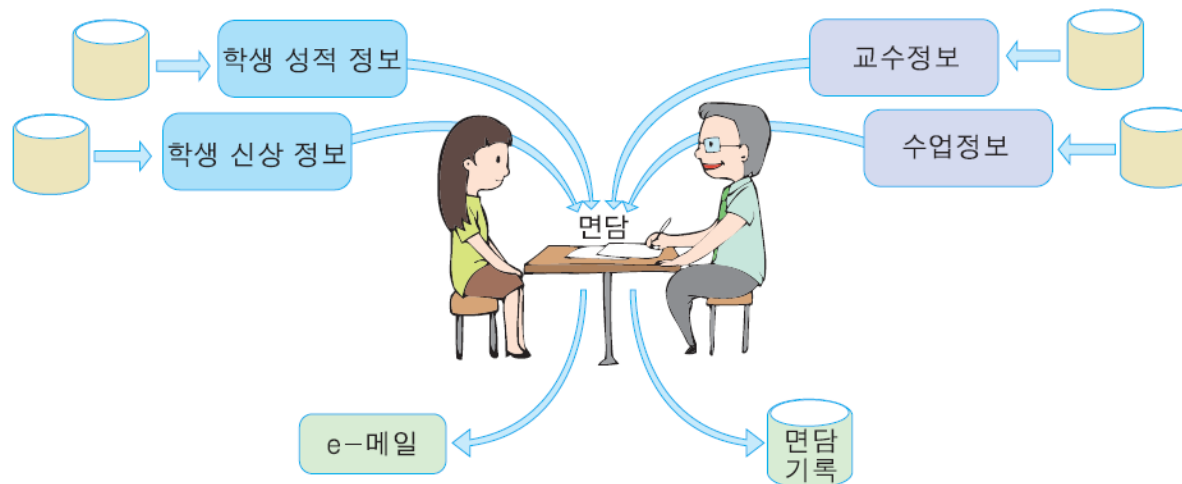 학생 성적 정보
교수정보
학생 신상 정보
수업정보
면담
e-메일
면담
기록